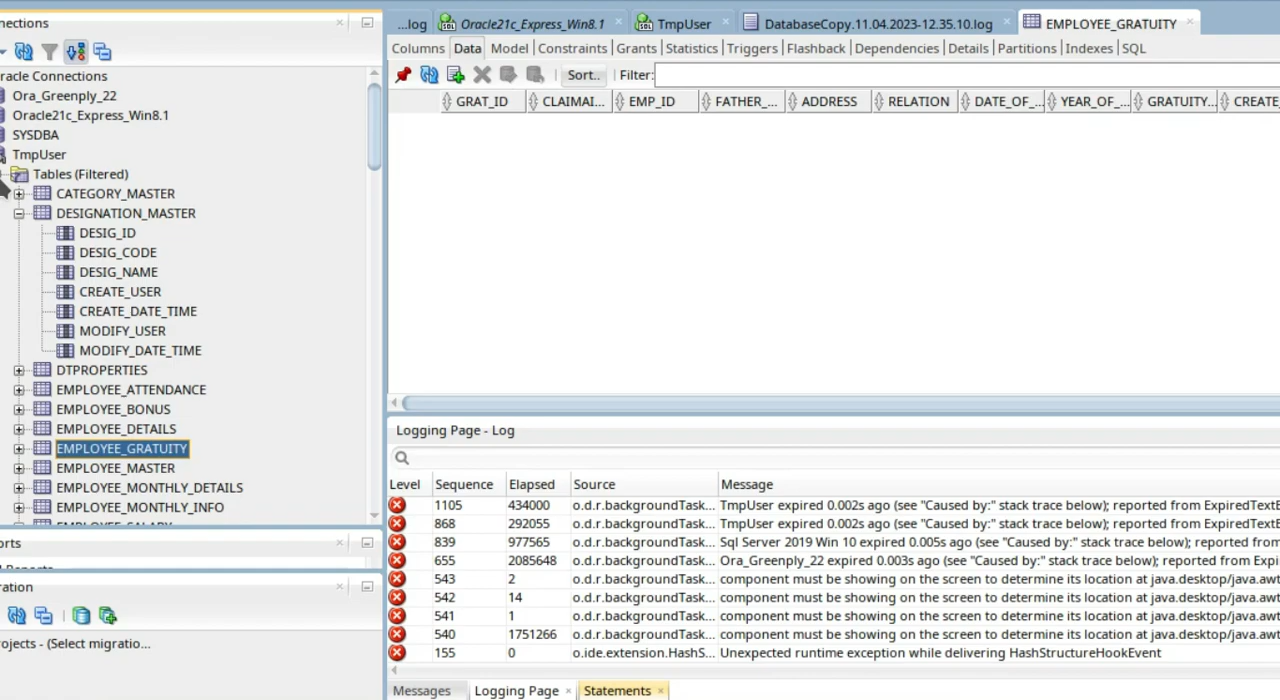 nnections
...log Oracle21c_Express_Win8.1 TmpUser DatabaseCopy.11.04.2023-12.35.10.log EMPLOYEE_GRATUITY
Columns Data Model Constraints Grants Statistics Triggers Flashback Dependencies Details Partitions Indexes SQL
Sort.. Filter:
GRAT_ID CLAIMAI... EMP_ID FATHER_... ADDRESS RELATION DATE_OF_... YEAR_OF_... GRATUITY... CREATE
racle Connections
Ora_Greenply_22
Oracle21c_Express_Win8.1
SYSDBA
TmpUser
Tables (Filtered)
CATEGORY_MASTER
DESIGNATION_MASTER
DESIG_ID
DESIG_CODE
DESIG_NAME
CREATE_USER
CREATE_DATE_TIME
MODIFY_USER
MODIFY_DATE_TIME
DTPROPERTIES
EMPLOYEE_ATTENDANCE
EMPLOYEE_BONUS
EMPLOYEE_DETAILS
EMPLOYEE_GRATUITY
EMPLOYEE_MASTER
EMPLOYEE_MONTHLY_DETAILS
EMPLOYEE_MONTHLY_INFO
EMPLOYEE_SALARY
orts
ration
ojects - (Select migratio...
Logging Page - Log
Level Sequence Elapsed Source Message
1105 434000 o.d.r.backgroundTask... TmpUser expired 0.002s ago (see "Caused by:" stack trace below); reported from ExpiredTextB
868 292055 o.d.r.backgroundTask... TmpUser expired 0.002s ago (see "Caused by:" stack trace below); reported from ExpiredTextB
839 977565 o.d.r.backgroundTask... Sql Server 2019 Win 10 expired 0.005s ago (see "Caused by:" stack trace below); reported from
655 2085648 o.d.r.backgroundTask... Ora_Greenply_22 expired 0.003s ago (see "Caused by:" stack trace below); reported from Expi
543 2 o.d.r.backgroundTask... component must be showing on the screen to determine its location at java.desktop/java.awt
542 14 o.d.r.backgroundTask... component must be showing on the screen to determine its location at java.desktop/java.awt
541 1 o.d.r.backgroundTask... component must be showing on the screen to determine its location at java.desktop/java.awt
540 1751266 o.d.r.backgroundTask... component must be showing on the screen to determine its location at java.desktop/java.awt
155 0 o.ide.extension.HashS... Unexpected runtime exception while delivering HashStructureHookEvent
Messages Logging Page Statements